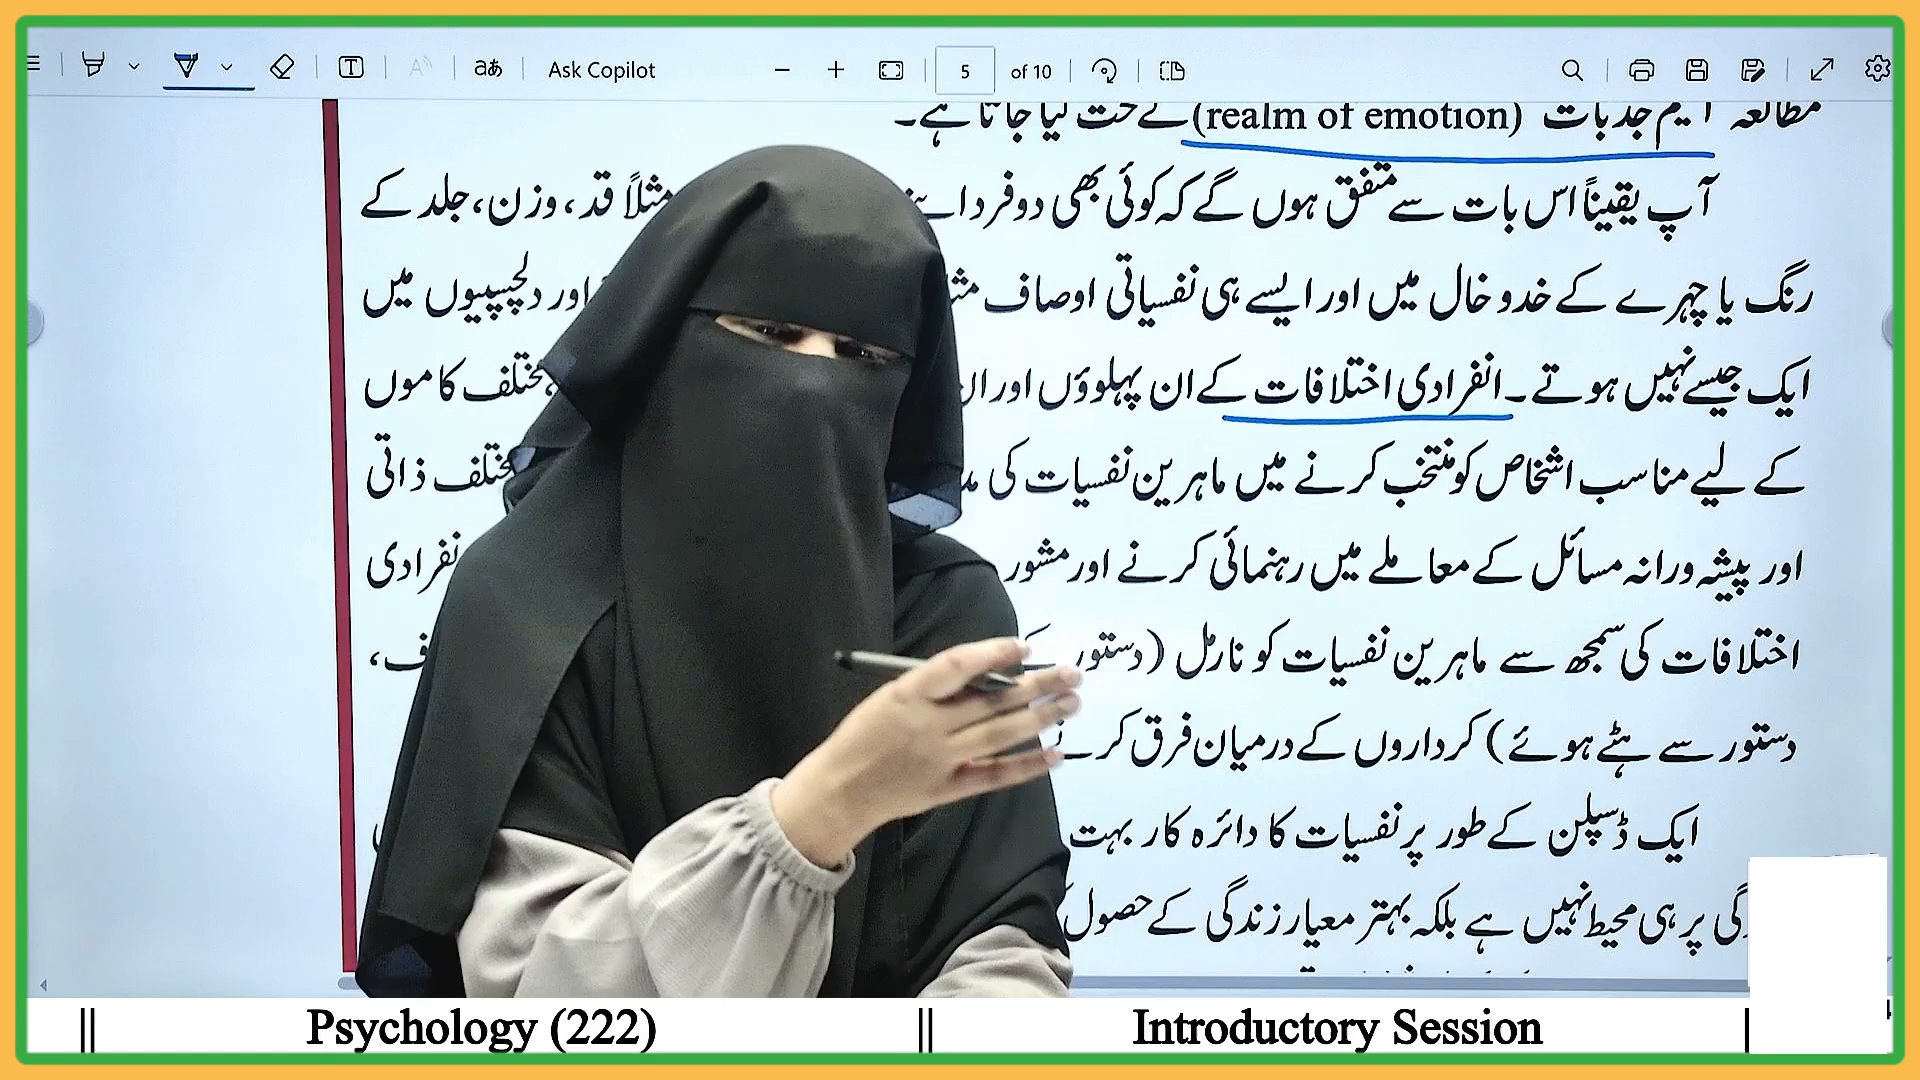 Ask Copilot
5 of 10
مطالعہ اقلیم جذبات (realm of emotion) کے تحت کیا جاتا ہے۔
آپ یقیناً اس بات سے متفق ہوں گے کہ کوئی بھی دو فرد اپنے مثلاً قد، وزن، جلد کے
رنگ یا چہرے کے خدوخال میں اور ایسے ہی نفسیاتی اوصاف اور دلچسپیوں میں
ایک جیسے نہیں ہوتے۔ انفرادی اختلافات کے ان پہلوؤں اور مختلف کاموں
کے لیے مناسب اشخاص کو منتخب کرنے میں ماہرین نفسیات کی مختلف ذاتی
اور پیشہ ورانہ مسائل کے معاملے میں رہنمائی کرنے اور انفرادی
اختلافات کی سمجھ سے ماہرین نفسیات کو نارمل (دستور
دستور سے ہٹے ہوئے) کرداروں کے درمیان فرق کرنے
ایک ڈسپلن کے طور پر نفسیات کا دائرہ کار بہت
پر ہی محیط نہیں ہے بلکہ بہتر معیار زندگی کے حصول
Psychology (222)
Introductory Session